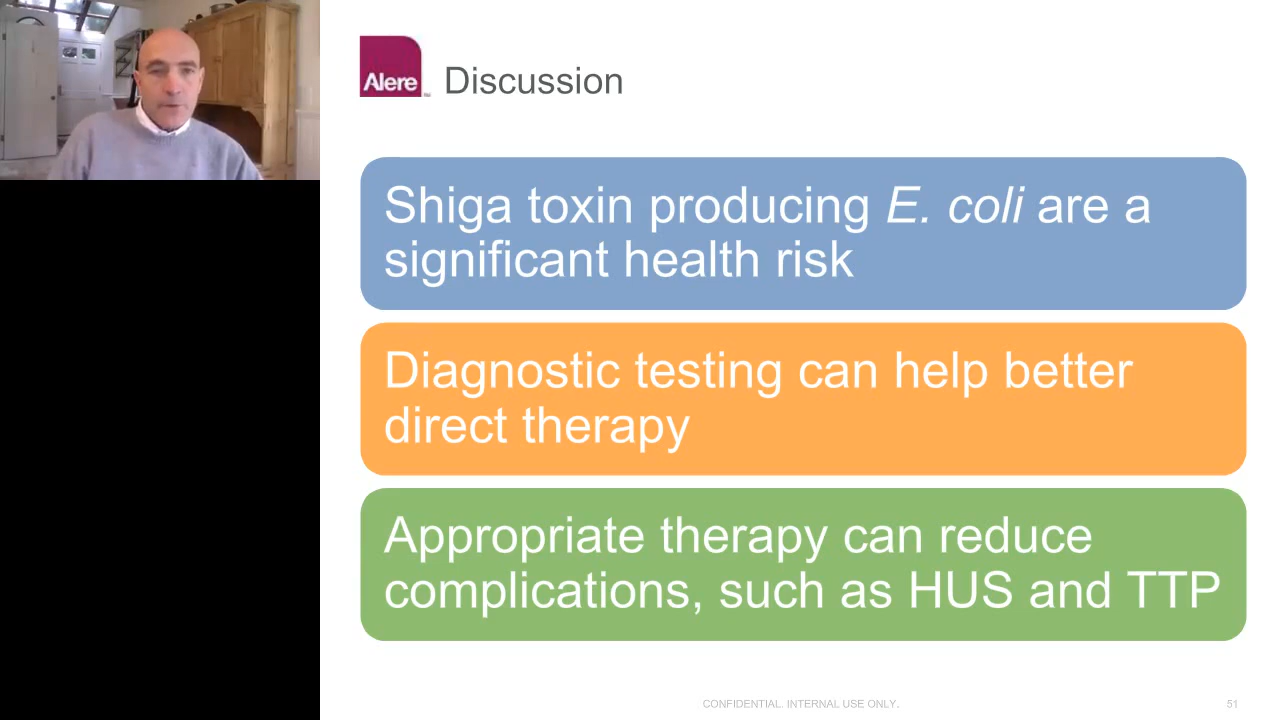 Alere
Discussion
Shiga toxin producing E. coli are a
significant health risk
Diagnostic testing can help better
direct therapy
Appropriate therapy can reduce
complications, such as HUS and TTP
CONFIDENTIAL. INTERNAL USE ONLY.
51